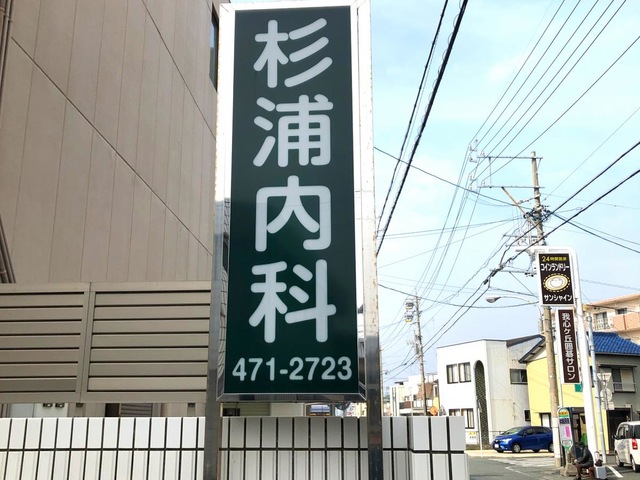 杉浦内科
471-2723
24時間営業
コインランドリー
サンシャイン
我心ケ丘囲碁サロン